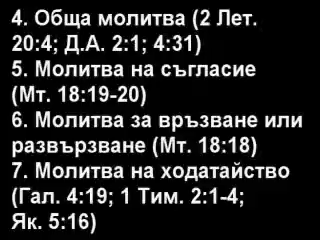 4. Обща молитва (2 Лет.
20:4; Д.А. 2:1; 4:31)
5. Молитва на съгласие
(Мт. 18:19-20)
6. Молитва за връзване или
развързване (Мт. 18:18)
7. Молитва на ходатайство
(Гал. 4:19; 1 Тим. 2:1-4;
Як. 5:16)